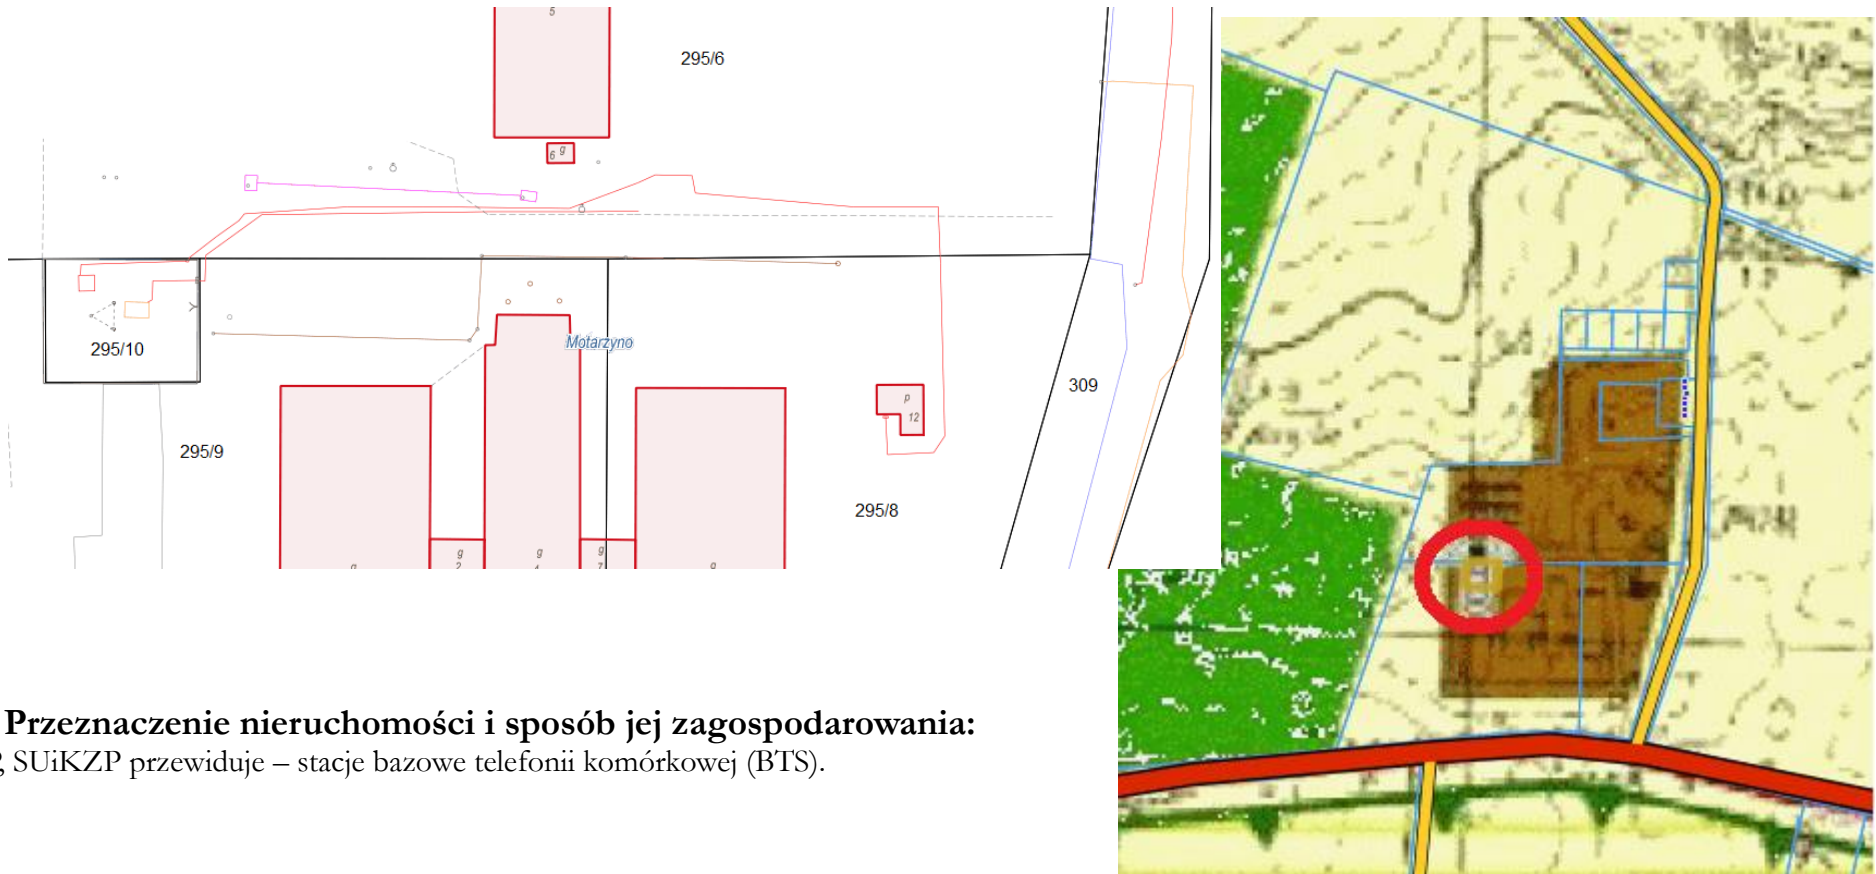 5
295/6
6 g
295/10
Motarzyno
309
p
12
295/9
295/8
g
2
g
4
g
7
g
g
Przeznaczenie nieruchomości i sposób jej zagospodarowania:
SUiKZP przewiduje – stacje bazowe telefonii komórkowej (BTS).